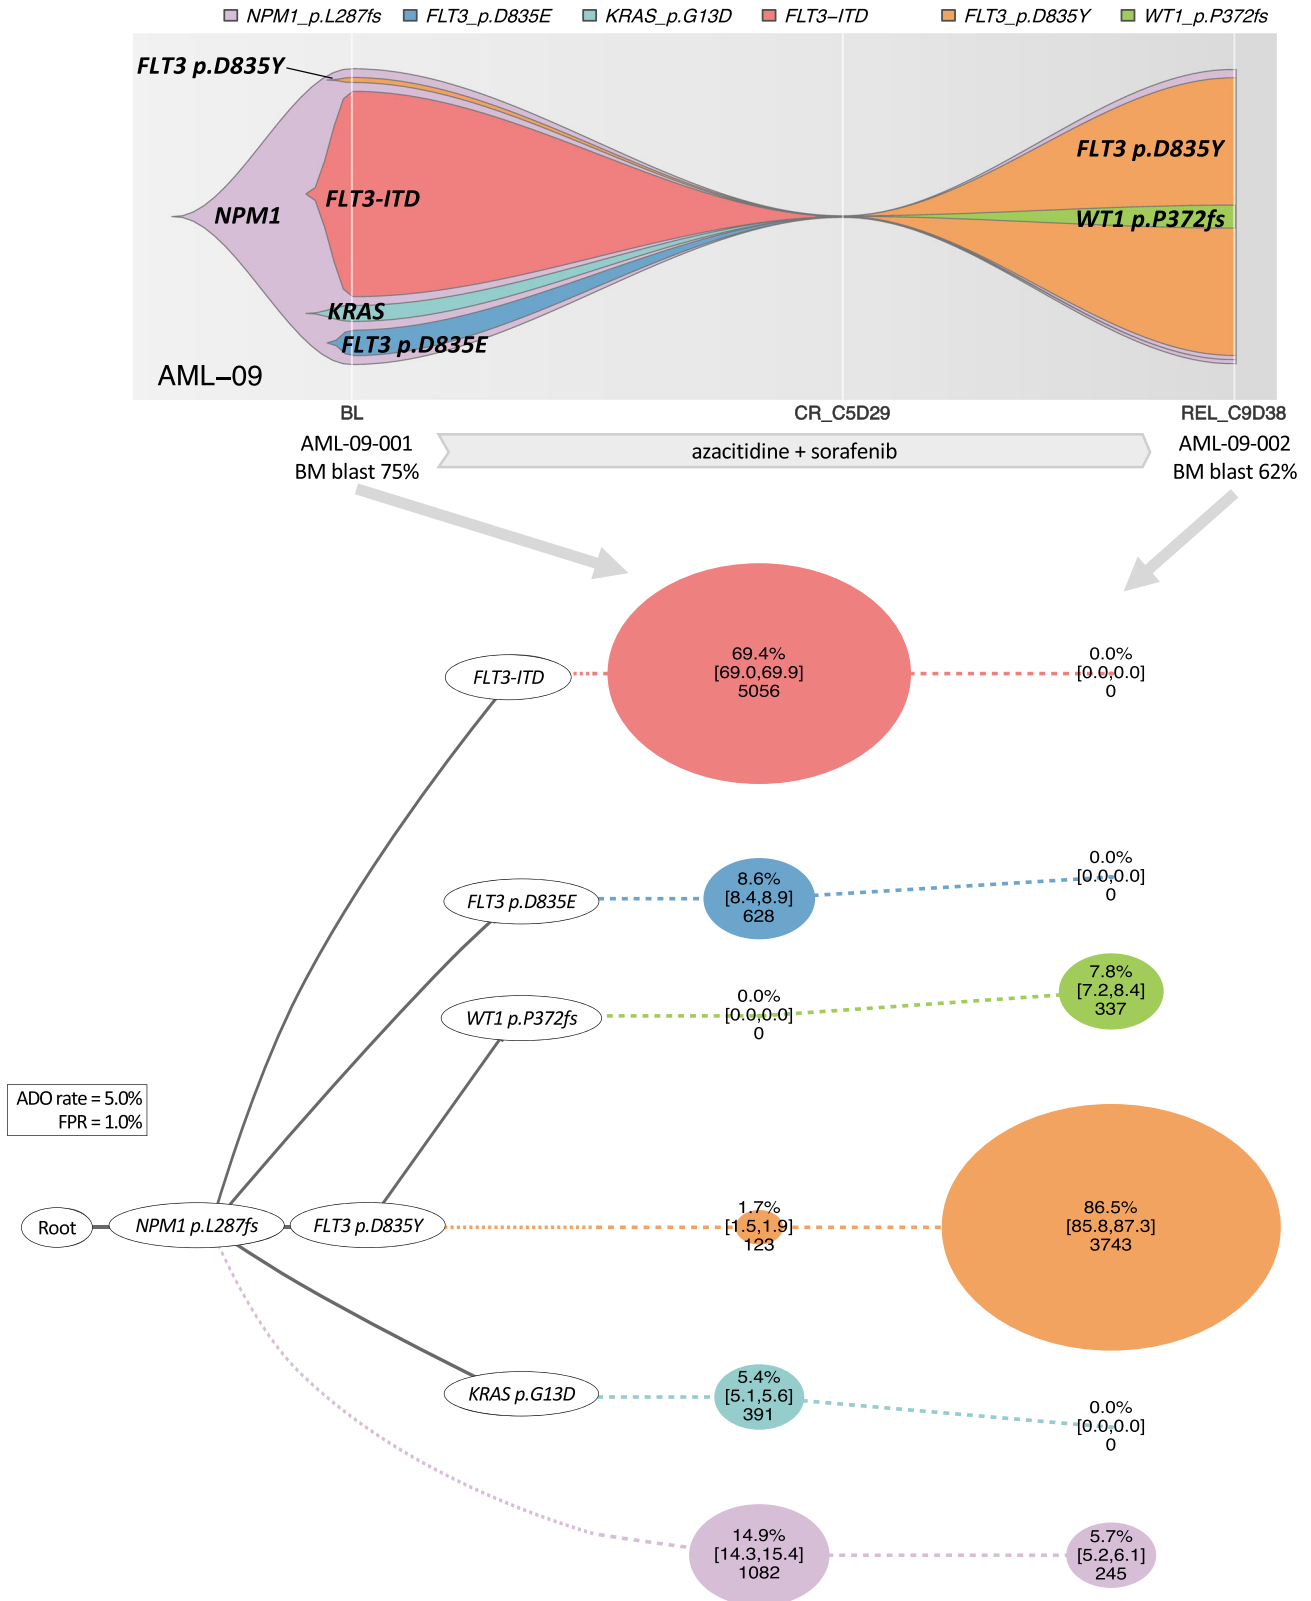 NPM1_p.L287fs FLT3_p.D835E KRAS_p.G13D FLT3–ITD FLT3_p.D835Y WT1_p.P372fs
FLT3 p.D835Y
FLT3 p.D835Y
FLT3-ITD
NPM1
WT1 p.P372fs
KRAS
FLT3 p.D835E
AML–09
BL CR_C5D29 REL_C9D38
AML-09-001
BM blast 75%
azacitidine + sorafenib
AML-09-002
BM blast 62%
FLT3-ITD
69.4%
[69.0,69.9]
5056
0.0%
[0.0,0.0]
0
FLT3 p.D835E
8.6%
[8.4,8.9]
628
0.0%
[0.0,0.0]
0
WT1 p.P372fs
0.0%
[0.0,0.0]
0
7.8%
[7.2,8.4]
337
ADO rate = 5.0%
FPR = 1.0%
Root
NPM1 p.L287fs
FLT3 p.D835Y
1.7%
[1.5,1.9]
123
86.5%
[85.8,87.3]
3743
KRAS p.G13D
5.4%
[5.1,5.6]
391
0.0%
[0.0,0.0]
0
14.9%
[14.3,15.4]
1082
5.7%
[5.2,6.1]
245